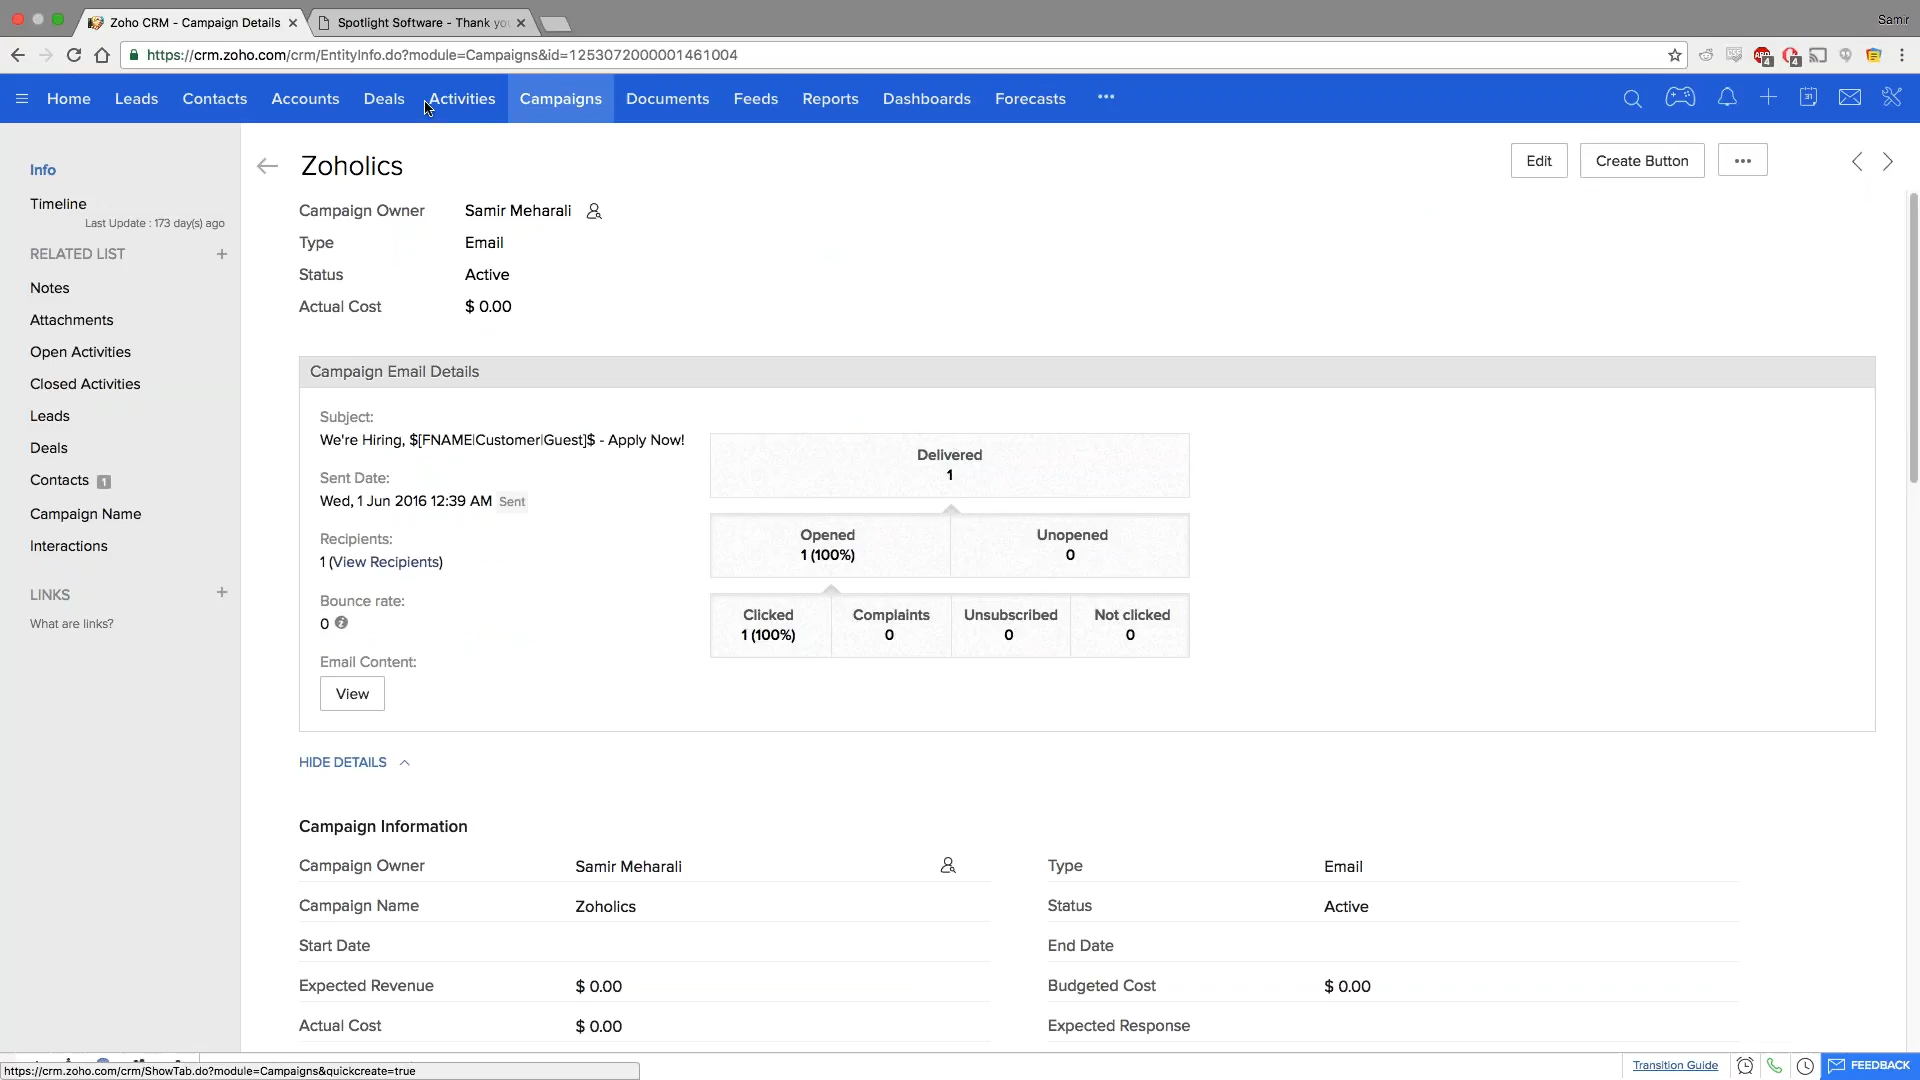 Zoho CRM - Campaign Details
Spotlight Software - Thank yo
Samir
https://crm.zoho.com/crm/EntityInfo.do?module=Campaigns&id=1253072000001461004
Home Leads Contacts Accounts Deals Activities Campaigns Documents Feeds Reports Dashboards Forecasts
Info
Timeline
Last Update : 173 day(s) ago
RELATED LIST
Notes
Attachments
Open Activities
Closed Activities
Leads
Deals
Contacts 1
Campaign Name
Interactions
LINKS
What are links?
Zoholics
Edit
Create Button
Campaign Owner Samir Meharali
Type Email
Status Active
Actual Cost $ 0.00
Campaign Email Details
Subject:
We're Hiring, $[FNAME|Customer|Guest]$ - Apply Now!
Sent Date:
Wed, 1 Jun 2016 12:39 AM Sent
Recipients:
1 (View Recipients)
Bounce rate:
0
Email Content:
View
Delivered
1
Opened
1 (100%)
Unopened
0
Clicked
1 (100%)
Complaints
0
Unsubscribed
0
Not clicked
0
HIDE DETAILS
Campaign Information
Campaign Owner Samir Meharali
Type Email
Campaign Name Zoholics
Status Active
Start Date
End Date
Expected Revenue $ 0.00
Budgeted Cost $ 0.00
Actual Cost $ 0.00
Expected Response
https://crm.zoho.com/crm/ShowTab.do?module=Campaigns&quickcreate=true
Transition Guide
FEEDBACK